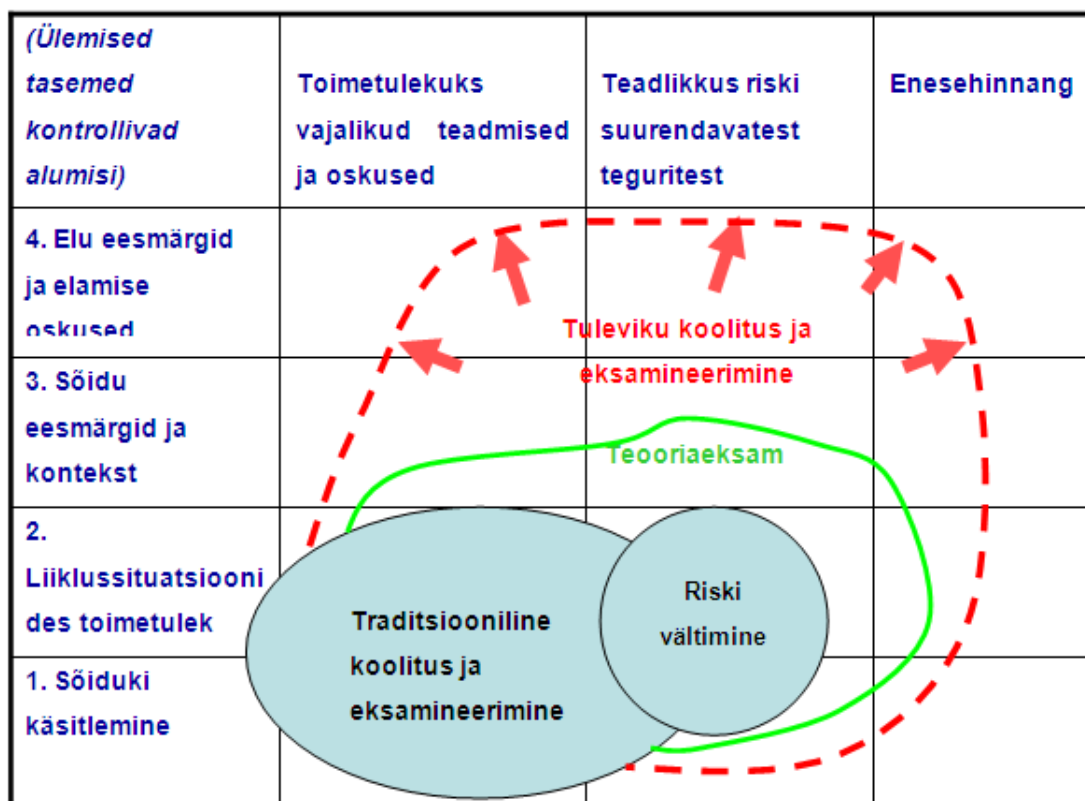 (Ülemised
tasemed
kontrollivad
alumisi)
Toimetulekuks
vajalikud teadmised
ja oskused
Teadlikkus riski
suurendavatest
teguritest
Enesehinnang
4. Elu eesmärgid
ja elamise
oskused
Tuleviku koolitus ja
eksamineerimine
3. Sõidu
eesmärgid ja
kontekst
Teooriaeksam
2.
Liiklussituatsiooni
des toimetulek
Traditsiooniline
koolitus ja
eksamineerimine
Riski
vältimine
1. Sõiduki
käsitlemine